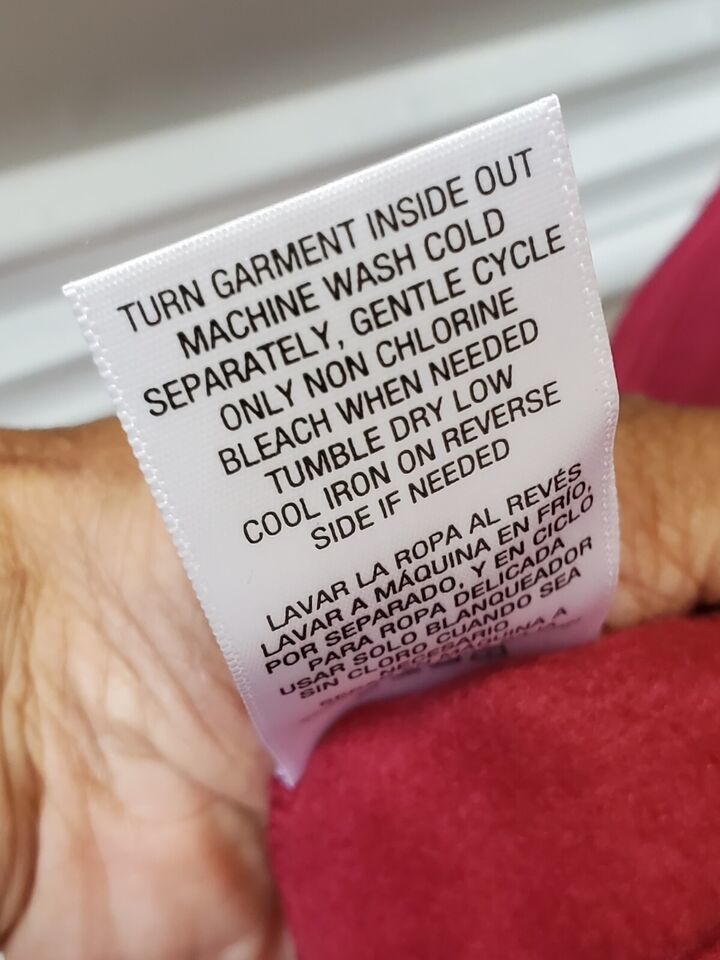 TURN GARMENT INSIDE OUT
MACHINE WASH COLD
SEPARATELY, GENTLE CYCLE
ONLY NON CHLORINE
BLEACH WHEN NEEDED
TUMBLE DRY LOW
COOL IRON ON REVERSE
SIDE IF NEEDED
LAVAR LA ROPA AL REVÉS
LAVAR A MÁQUINA EN FRÍO,
POR SEPARADO, Y EN CICLO
PARA ROPA DELICADA
USAR SOLO BLANQUEADOR
SIN CLORO CUANDO SEA
NECESARIO